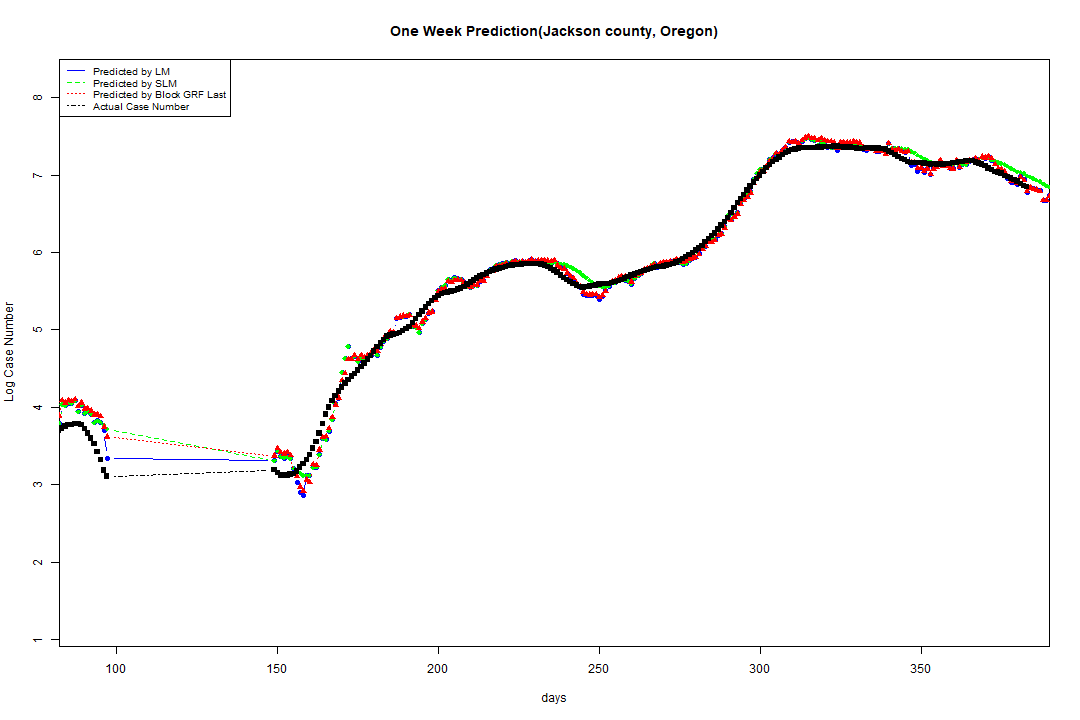 One Week Prediction(Jackson county, Oregon)
Predicted by LM
Predicted by SLM
Predicted by Block GRF Last
Actual Case Number
8
7
6
5
4
3
2
1
Log Case Number
100 150 200 250 300 350
days